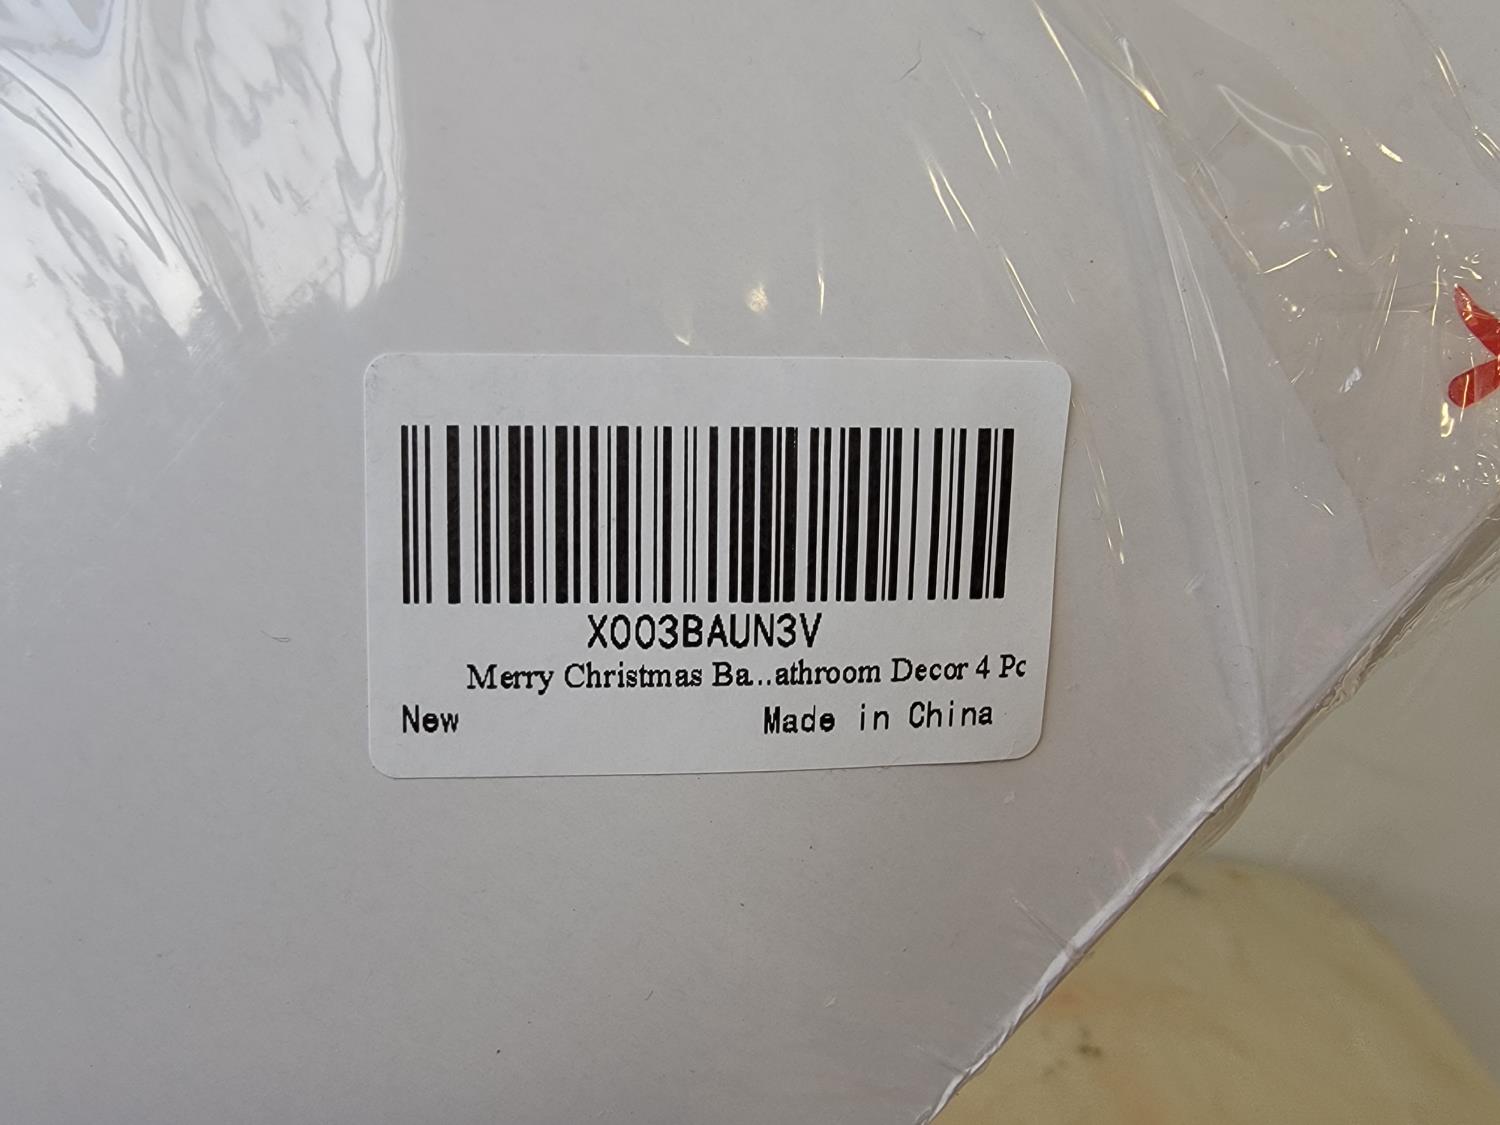 X003BAUN3V
Merry Christmas Ba...athroom Decor 4 Pc
New
Made in China